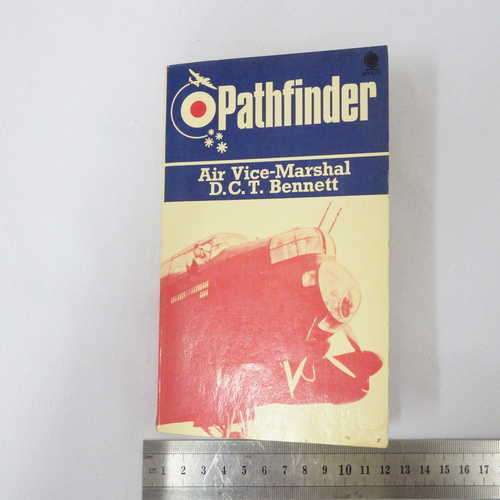 Pathfinder
Air Vice-Marshal
D.C.T. Bennett
cm 1 2 3 4 5 6 7 8 9 10 11 12 13 14 15 16 17